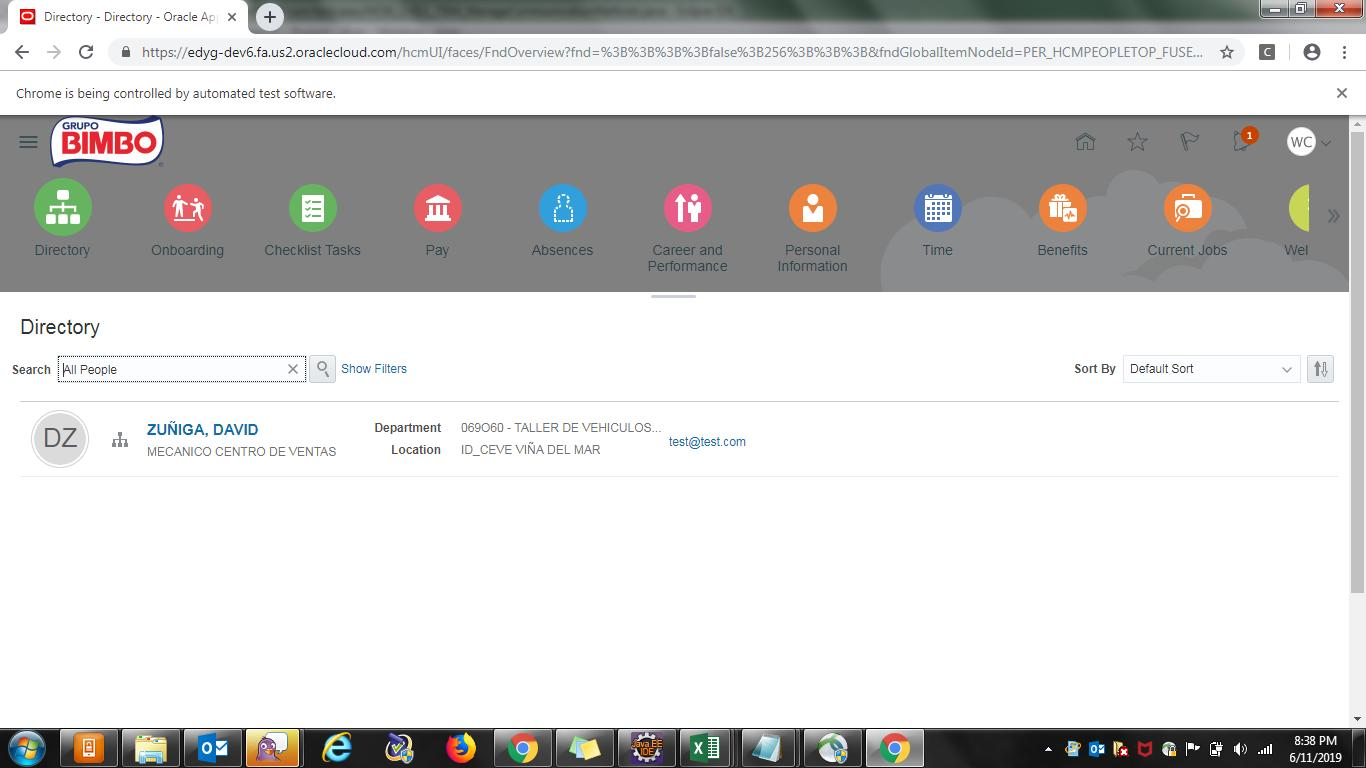 Directory - Directory - Oracle Ap
https://edyg-dev6.fa.us2.oraclecloud.com/hcmUI/faces/FndOverview?fnd=%3B%3B%3B%3Bfalse%3B256%3B%3B%3B&fndGlobalItemNodeId=PER_HCMPEOPLETOP_FUSE...
C
Chrome is being controlled by automated test software.
GRUPO
BIMBO
1
WC
Directory
Onboarding
Checklist Tasks
Pay
Absences
Career and
Performance
Personal
Information
Time
Benefits
Current Jobs
Wel
Directory
Search
All People
Show Filters
Sort By
Default Sort
DZ
ZUÑIGA, DAVID
MECANICO CENTRO DE VENTAS
Department
069O60 - TALLER DE VEHICULOS...
Location
ID_CEVE VIÑA DEL MAR
test@test.com
Java EE
IDE
8:38 PM
6/11/2019